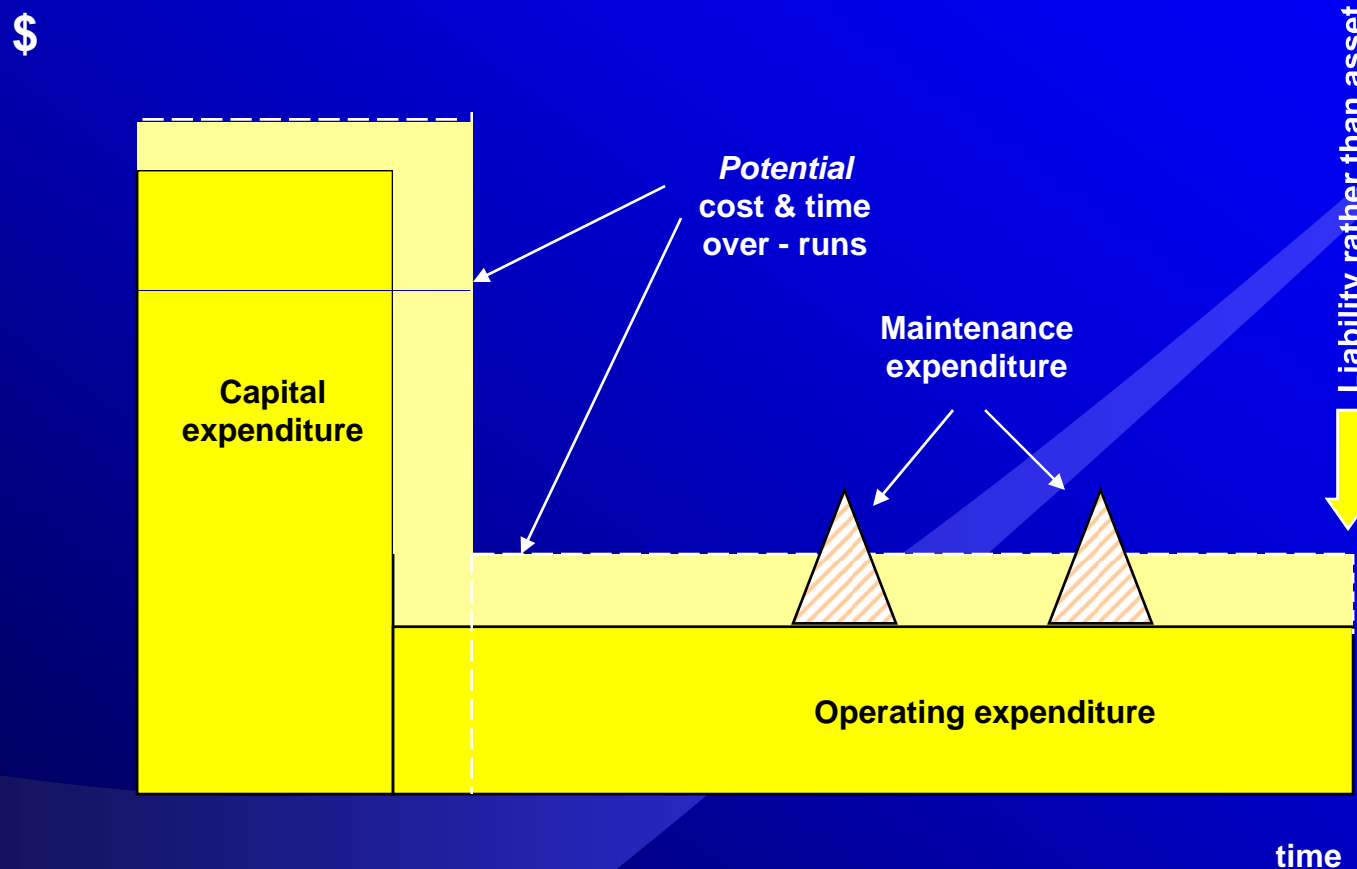 $
Liability rather than asset
Potential
cost & time
over - runs
Maintenance
expenditure
Capital
expenditure
Operating expenditure
time